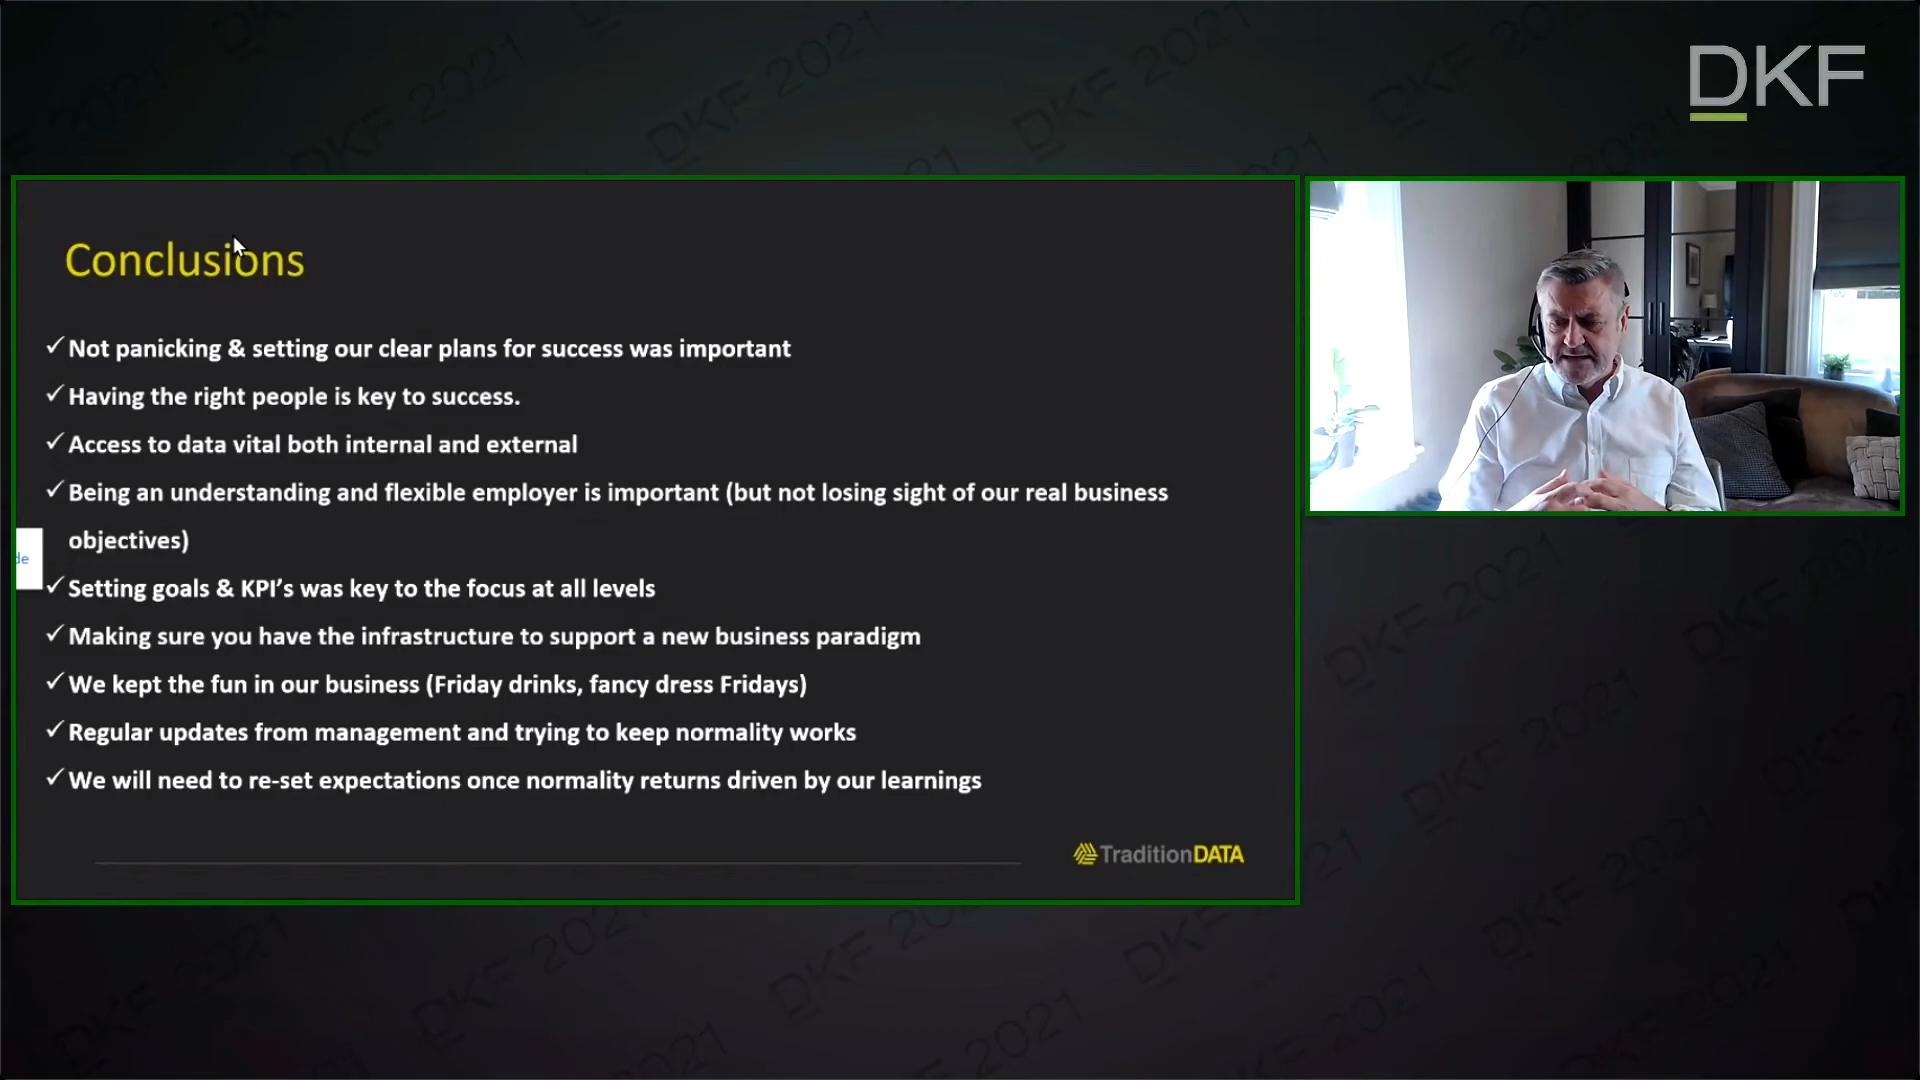 DKF
Conclusions
✓ Not panicking & setting our clear plans for success was important
✓ Having the right people is key to success.
✓ Access to data vital both internal and external
✓ Being an understanding and flexible employer is important (but not losing sight of our real business
objectives)
de
✓ Setting goals & KPI’s was key to the focus at all levels
✓ Making sure you have the infrastructure to support a new business paradigm
✓ We kept the fun in our business (Friday drinks, fancy dress Fridays)
✓ Regular updates from management and trying to keep normality works
✓ We will need to re-set expectations once normality returns driven by our learnings
TraditionDATA
DKF 2021